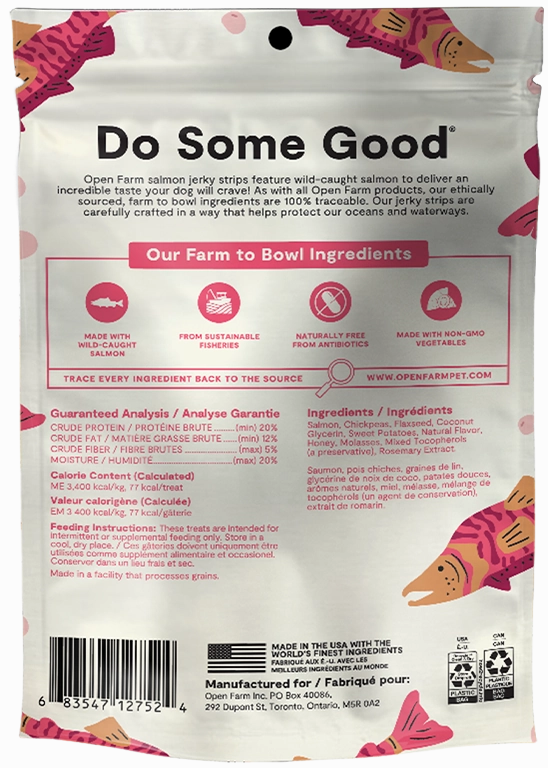 Do Some Good®
Open Farm salmon jerky strips feature wild-caught salmon to deliver an
incredible taste your dog will crave! As with all Open Farm products, our ethically
sourced, farm to bowl ingredients are 100% traceable. Our jerky strips are
carefully crafted in a way that helps protect our oceans and waterways.
Our Farm to Bowl Ingredients
MADE WITH
WILD-CAUGHT
SALMON
FROM SUSTAINABLE
FISHERIES
NATURALLY FREE
FROM ANTIBIOTICS
MADE WITH NON-GMO
VEGETABLES
TRACE EVERY INGREDIENT BACK TO THE SOURCE
WWW.OPENFARMPET.COM
Guaranteed Analysis / Analyse Garantie
CRUDE PROTEIN / PROTÉINE BRUTE ......... (min) 20%
CRUDE FAT / MATIÈRE GRASSE BRUTE ....... (min) 12%
CRUDE FIBER / FIBRE BRUTES ............... (max) 5%
MOISTURE / HUMIDITÉ ............... (max) 20%
Calorie Content (Calculated)
ME 3,400 kcal/kg, 77 kcal/treat
Valeur calorigène (Calculée)
EM 3 400 kcal/kg, 77 kcal/gâterie
Feeding Instructions: These treats are intended for
intermittent or supplemental feeding only. Store in a
cool, dry place. / Ces gâteries doivent uniquement être
utilisées comme supplément alimentaire et occasionel.
Conserver dans un lieu frais et sec.
Made in a facility that processes grains.
Ingredients / Ingrédients
Salmon, Chickpeas, Flaxseed, Coconut
Glycerin, Sweet Potatoes, Natural Flavor,
Honey, Molasses, Mixed Tocopherols
(a preservative), Rosemary Extract.
Saumon, pois chiches, graines de lin,
glycérine de noix de coco, patates douces,
arômes naturels, miel, mélasse, mélange de
tocophérols (un agent de conservation),
extrait de romarin.
6 83547 12752 4
MADE IN THE USA WITH THE
WORLD'S FINEST INGREDIENTS
FABRIQUÉ AUX É.-U. AVEC LES
MEILLEURS INGRÉDIENTS AU MONDE
Manufactured for / Fabriqué pour:
Open Farm Inc. PO Box 40086,
292 Dupont St, Toronto, Ontario, M5R 0A2
USA
É.-U.
PLASTIC
BAG
CAN
CAN
PLASTIC
PLASTIQUE
BAG
SAC